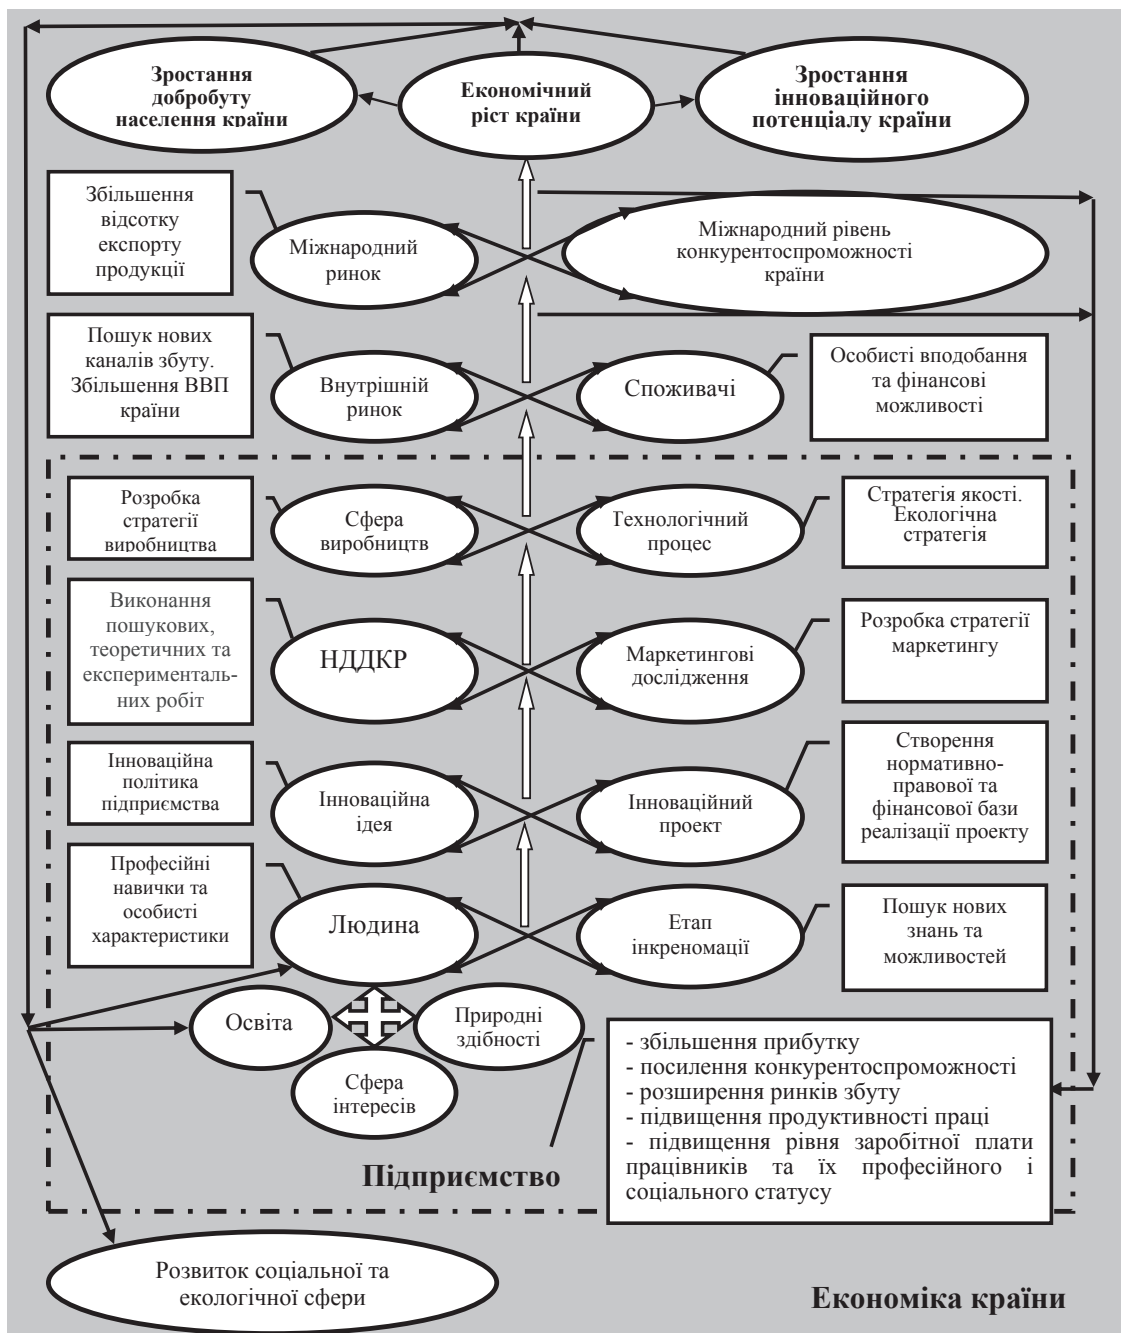 Зростання
добробуту
населення країни
Економічний
ріст країни
Зростання
інноваційного
потенціалу країни
Збільшення
відсотку
експорту
продукції
Міжнародний
ринок
Міжнародний рівень
конкурентоспроможності
країни
Пошук нових
каналів збуту.
Збільшення ВВП
країни
Внутрішній
ринок
Споживачі
Особисті вподобання
та фінансові
можливості
Розробка
стратегії
виробництва
Сфера
виробництв
Технологічний
процес
Стратегія якості.
Екологічна
стратегія
Виконання
пошукових,
теоретичних та
експерименталь-
них робіт
НДДКР
Маркетингові
дослідження
Розробка стратегії
маркетингу
Інноваційна
політика
підприємства
Інноваційна
ідея
Інноваційний
проект
Створення
нормативно-
правової та
фінансової бази
реалізації проекту
Професійні
навички та
особисті
характеристики
Людина
Етап
інкреномації
Пошук нових
знань та
можливостей
Освіта
Природні
здібності
Сфера
інтересів
- збільшення прибутку
- посилення конкурентоспроможності
- розширення ринків збуту
- підвищення продуктивності праці
- підвищення рівня заробітної плати
працівників та їх професійного і
соціального статусу
Підприємство
Розвиток соціальної та
екологічної сфери
Економіка країни